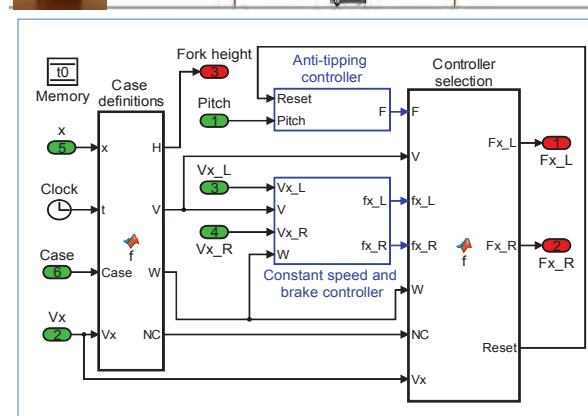 Fork height
3
Anti-tipping
controller
Controller
selection
t0
Memory
Case
definitions
Pitch
1
Reset
Pitch
F
F
x
5
x
H
V
Fx_L
1
Fx_L
Clock
t
V
Vx_L
3
Vx_L
V
fx_L
fx_L
Vx_R
4
Vx_R
W
fx_R
fx_R
f
f
Fx_R
2
Fx_R
Case
6
Case
W
Constant speed and
brake controller
W
Vx
2
Vx
NC
NC
Reset
Vx